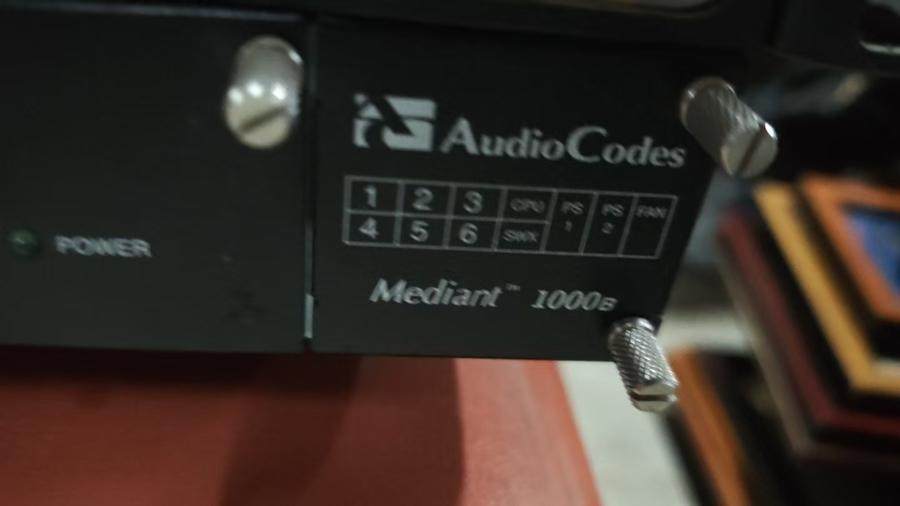 AudioCodes
1 2 3 CPU PS 1 PS 2 FAN
4 5 6 SWX
POWER
Mediant™ 1000B